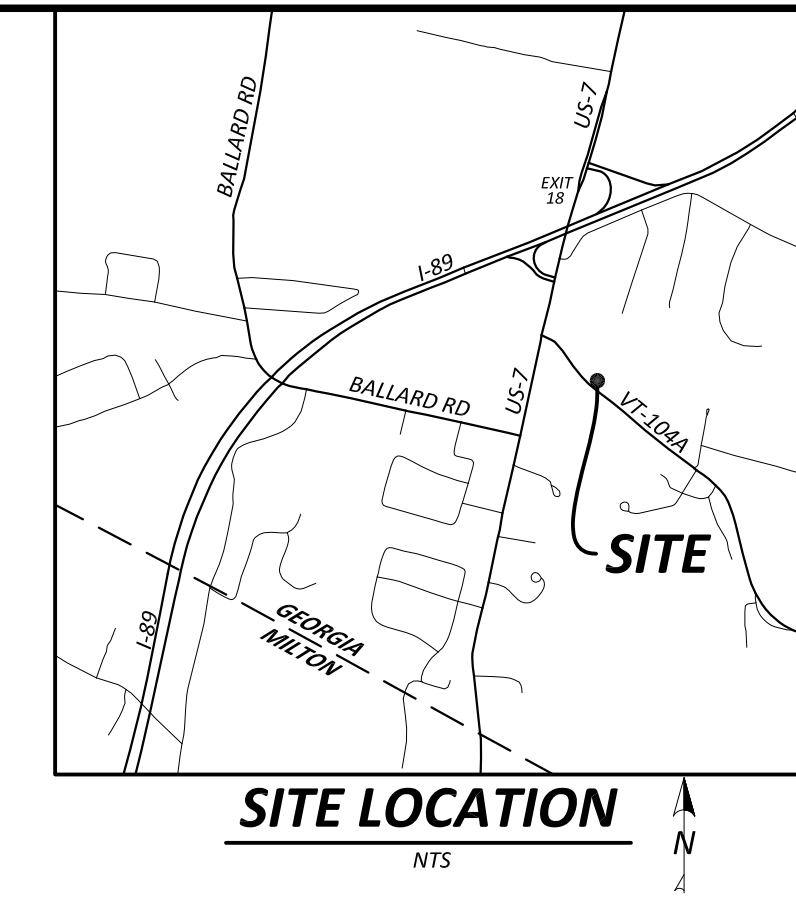 BALLARD RD
US-7
EXIT
18
I-89
BALLARD RD
US-7
VT-104A
SITE
I-89
GEORGIA
MILTON
SITE LOCATION
NTS
N